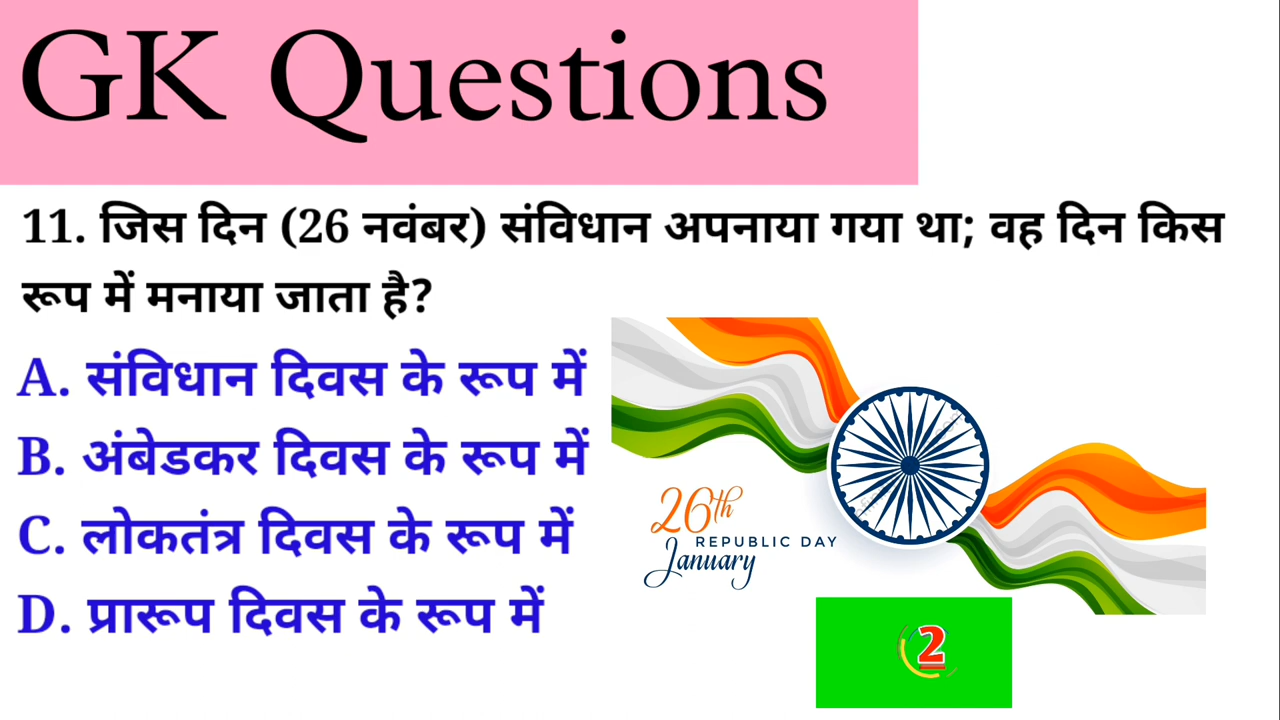 GK Questions
11. जिस दिन (26 नवंबर) संविधान अपनाया गया था; वह दिन किस
रूप में मनाया जाता है?
A. संविधान दिवस के रूप में
B. अंबेडकर दिवस के रूप में
C. लोकतंत्र दिवस के रूप में
D. प्रारूप दिवस के रूप में
26th
REPUBLIC DAY
January
2